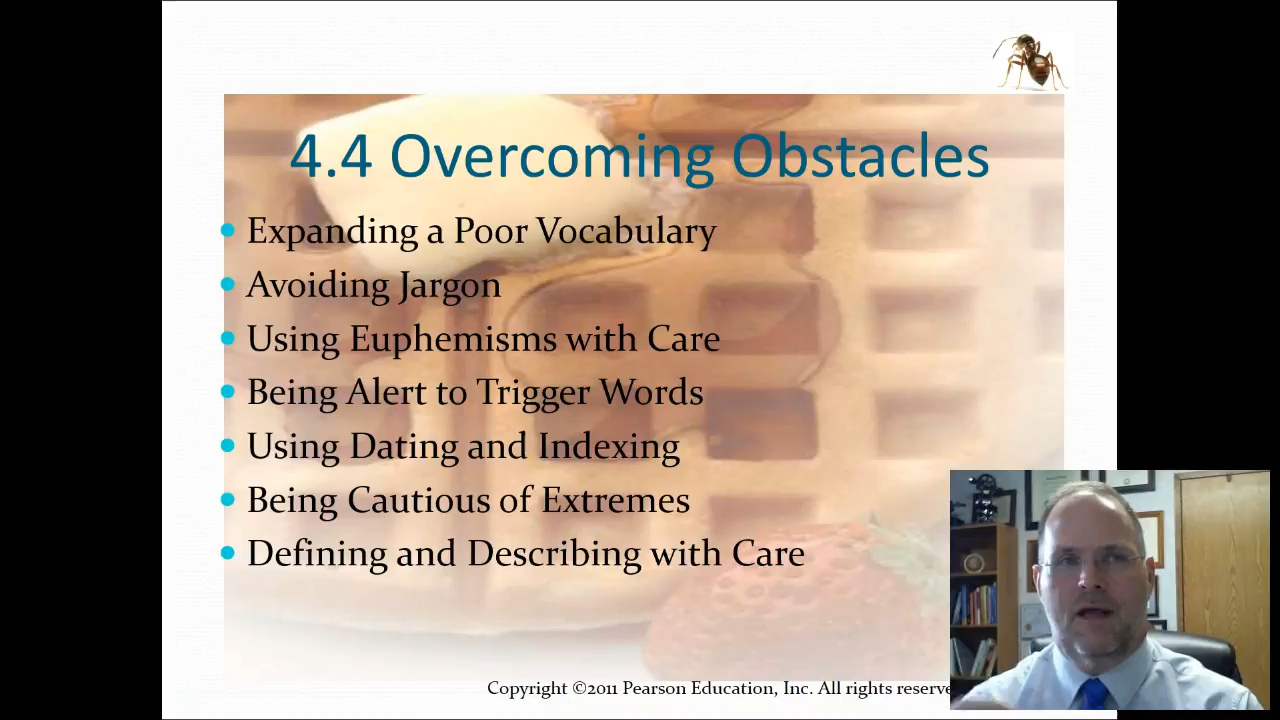 4.4 Overcoming Obstacles
Expanding a Poor Vocabulary
Avoiding Jargon
Using Euphemisms with Care
Being Alert to Trigger Words
Using Dating and Indexing
Being Cautious of Extremes
Defining and Describing with Care
Copyright ©2011 Pearson Education, Inc. All rights reserve